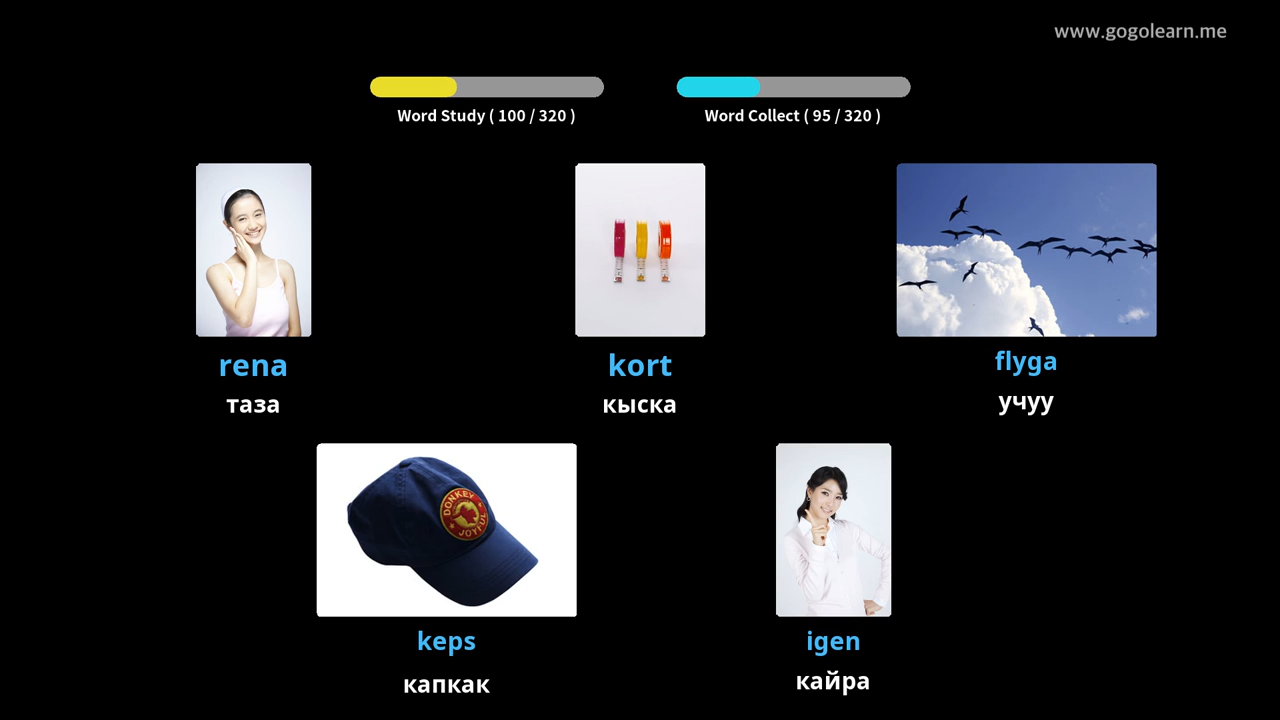 www.gogolearn.me
Word Study ( 100 / 320 )
Word Collect ( 95 / 320 )
rena
таза
kort
кыска
flyga
учуу
DONKEY
JOYFUL
keps
капкак
igen
кайра